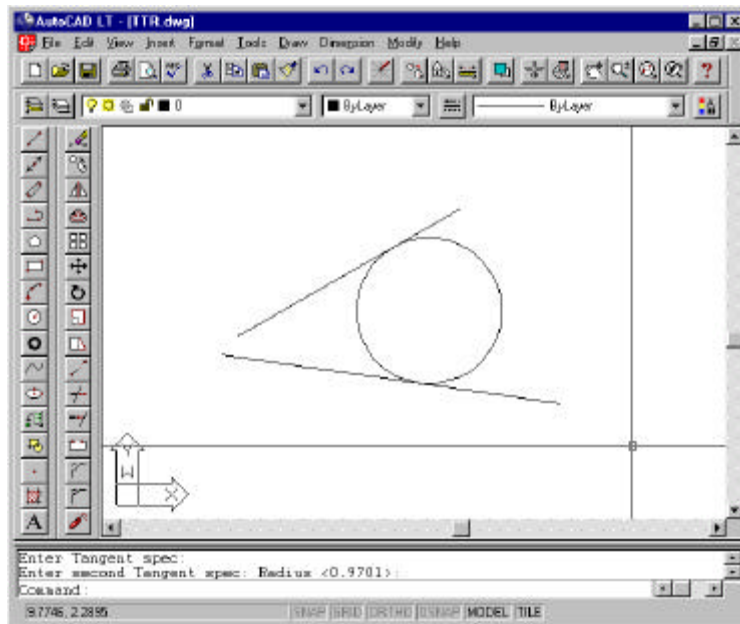 AutoCAD LT - [TTR.dwg]
File Edit View Insert Format Tools Draw Dimension Modify Help
0 ByLayer ByLayer
Y
W
X
A
Enter Tangent spec:
Enter second Tangent spec: Radius <0.9701>:
Command:
9.7746, 2.2895 SNAP GRID ORTHO OSNAP MODEL TILE